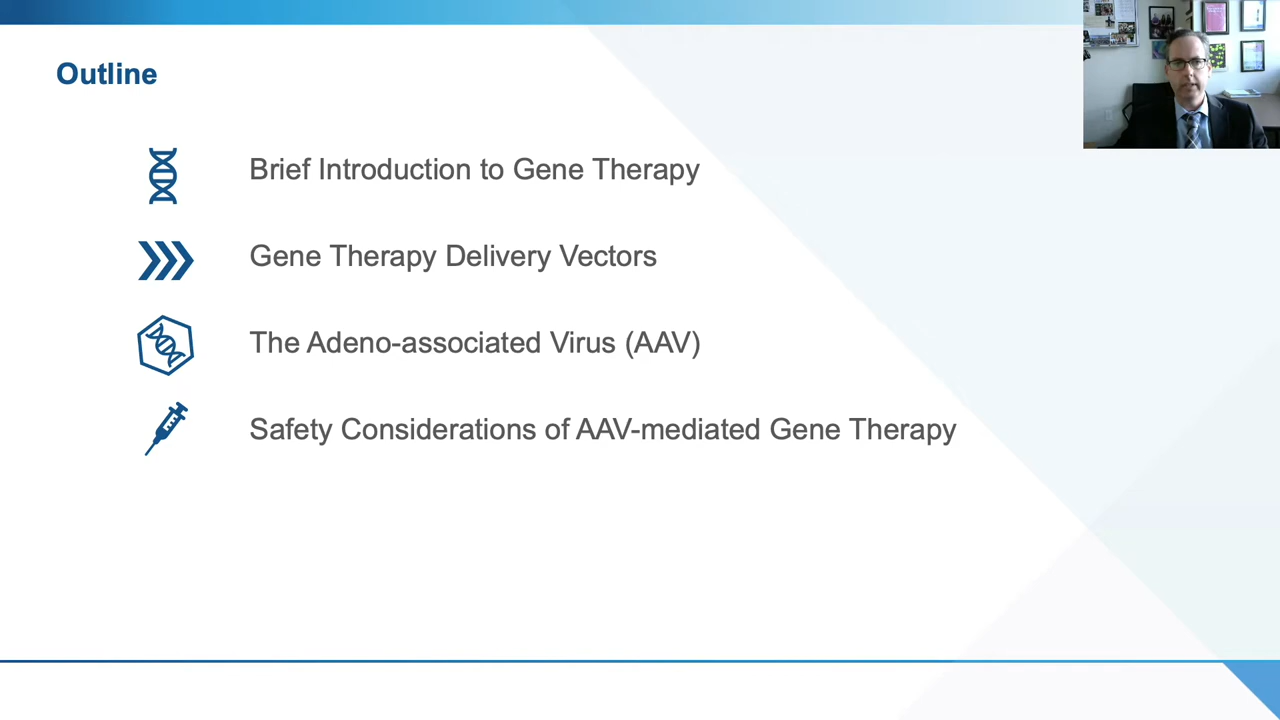 Outline
Brief Introduction to Gene Therapy
Gene Therapy Delivery Vectors
The Adeno-associated Virus (AAV)
Safety Considerations of AAV-mediated Gene Therapy